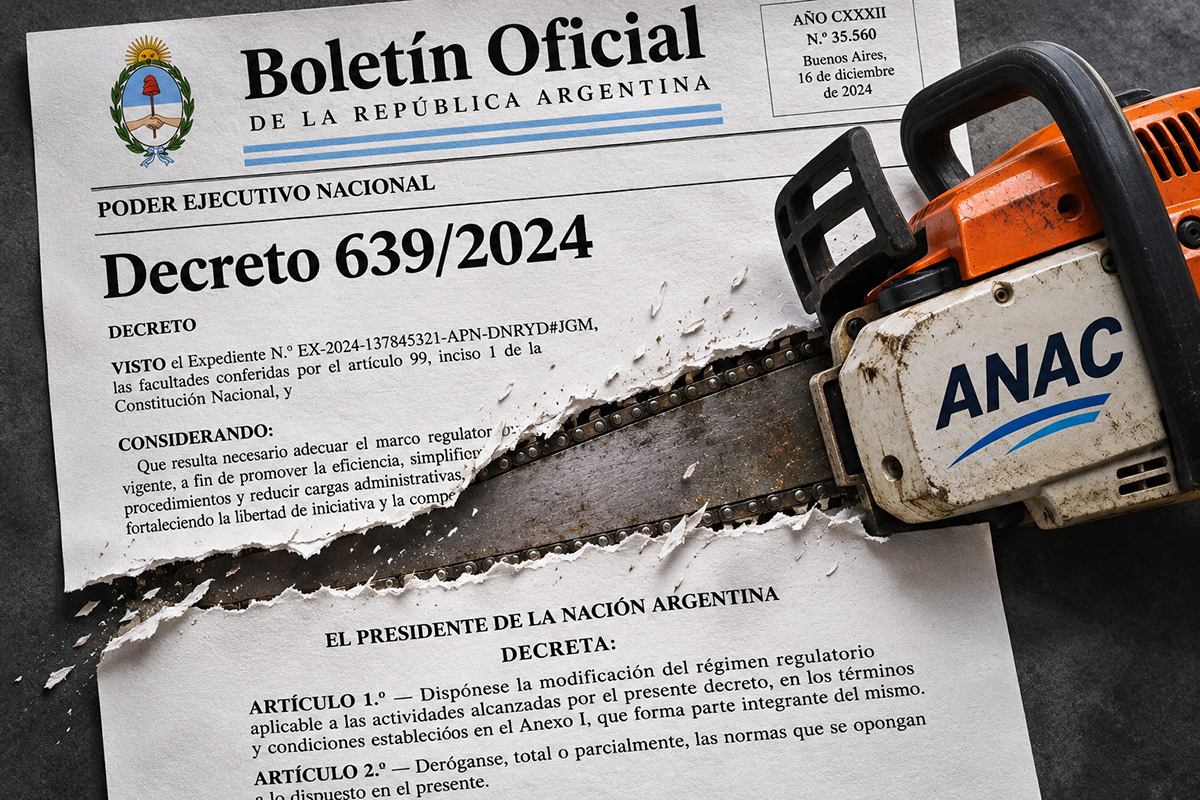 Boletín Oficial
DE LA REPÚBLICA ARGENTINA
AÑO CXXXII
N.º 35.560
Buenos Aires,
16 de diciembre
de 2024
PODER EJECUTIVO NACIONAL
Decreto 639/2024
DECRETO
VISTO el Expediente N.º EX-2024-137845321-APN-DNRYD#JGM,
las facultades conferidas por el artículo 99, inciso 1 de la
Constitución Nacional, y
CONSIDERANDO:
Que resulta necesario adecuar el marco regulator
vigente, a fin de promover la eficiencia, simplific
procedimientos y reducir cargas administrativas,
fortaleciendo la libertad de iniciativa y la compe
ANAC
EL PRESIDENTE DE LA NACIÓN ARGENTINA
DECRETA:
ARTÍCULO 1.º — Dispónese la modificación del régimen regulatorio
aplicable a las actividades alcanzadas por el presente decreto, en los términos
y condiciones establecióos en el Anexo I, que forma parte integrante del mismo.
ARTÍCULO 2.º — Deróganse, total o parcialmente, las normas que se opongan
a lo dispuesto en el presente.